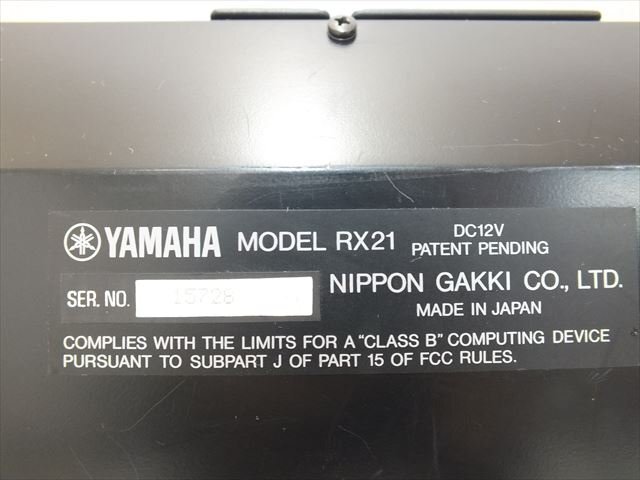 YAMAHA MODEL RX21 DC12V
PATENT PENDING
SER. NO. 15728 NIPPON GAKKI CO., LTD.
MADE IN JAPAN
COMPLIES WITH THE LIMITS FOR A "CLASS B" COMPUTING DEVICE
PURSUANT TO SUBPART J OF PART 15 OF FCC RULES.